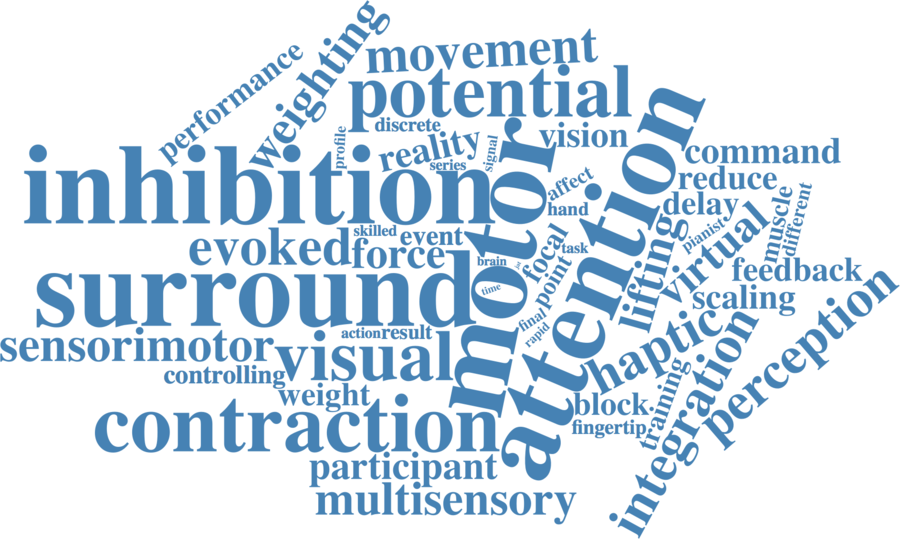 weighting
movement
performance
potential
discrete
vision
profile
reality
signal
series
inhibition
motor
attention
command
reduce
affect
hand
delay
muscle
different
skilled
event
evoked
force
focal
task
pianist
lifting
virtual
feedback
brain
point
surround
time
scaling
final
rapid
action
result
sensorimotor
visual
haptic
perception
controlling
weight
training
integration
block
fingertip
contraction
participant
multisensory